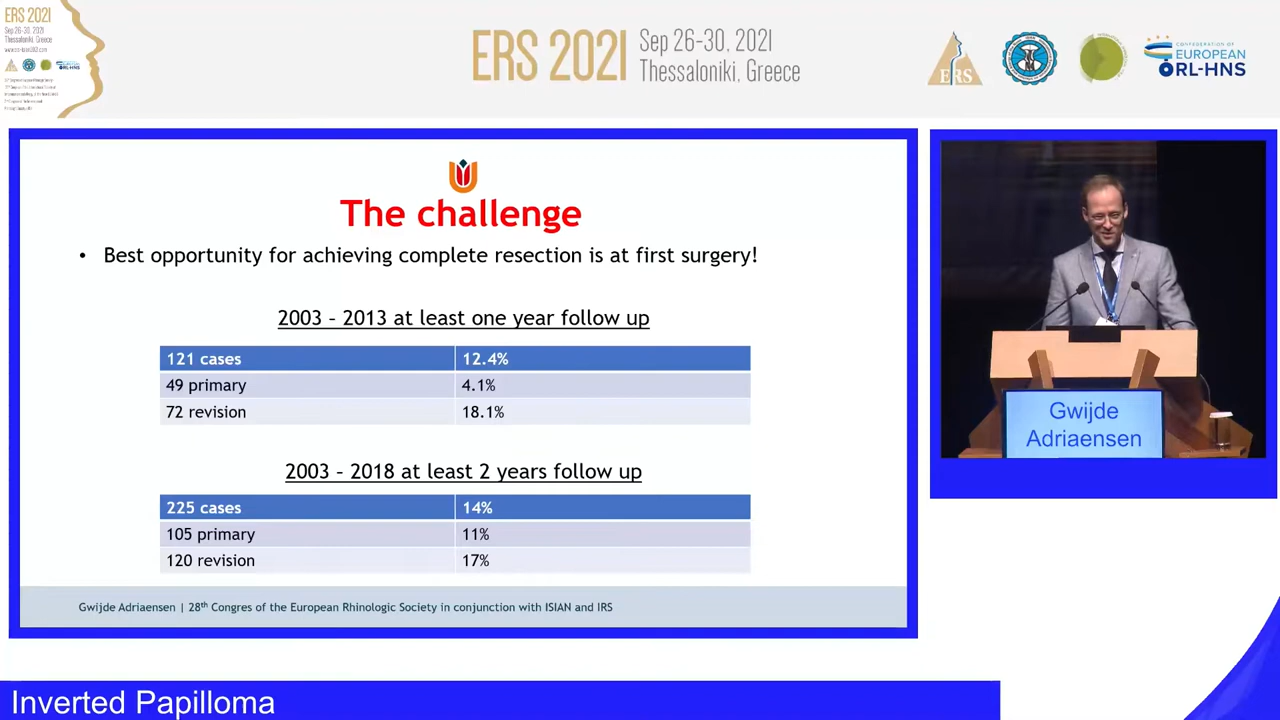 ERS 2021
Sep 26-30, 2021
Thessaloniki, Greece
ERS 2021
Sep 26-30, 2021
Thessaloniki, Greece
ERS
CONFEDERATION OF
EUROPEAN
ORL-HNS
The challenge
• Best opportunity for achieving complete resection is at first surgery!
2003 – 2013 at least one year follow up
121 cases 12.4%
49 primary 4.1%
72 revision 18.1%
2003 – 2018 at least 2 years follow up
225 cases 14%
105 primary 11%
120 revision 17%
Gwijde Adriaensen | 28th Congres of the European Rhinologic Society in conjunction with ISIAN and IRS
Gwijde
Adriaensen
Inverted Papilloma